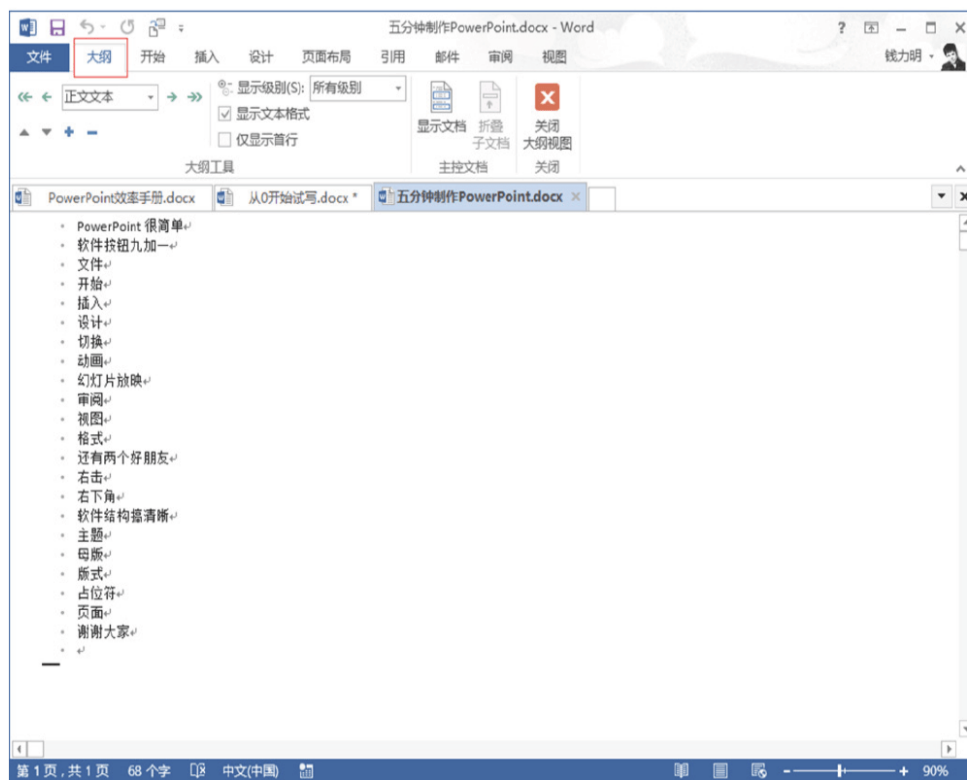 五分钟制作PowerPoint.docx - Word
文件 大纲 开始 插入 设计 页面布局 引用 邮件 审阅 视图 钱力明
正文文本 显示级别(S): 所有级别
显示文本格式
仅显示首行
显示文档 折叠子文档 关闭大纲视图
大纲工具 主控文档 关闭
PowerPoint效率手册.docx 从0开始试写.docx * 五分钟制作PowerPoint.docx
PowerPoint 很简单
软件按钮九加一
文件
开始
插入
设计
切换
动画
幻灯片放映
审阅
视图
格式
还有两个好朋友
右击
右下角
软件结构搞清晰
主题
母版
版式
占位符
页面
谢谢大家
第1页,共1页 68个字 中文(中国) 90%